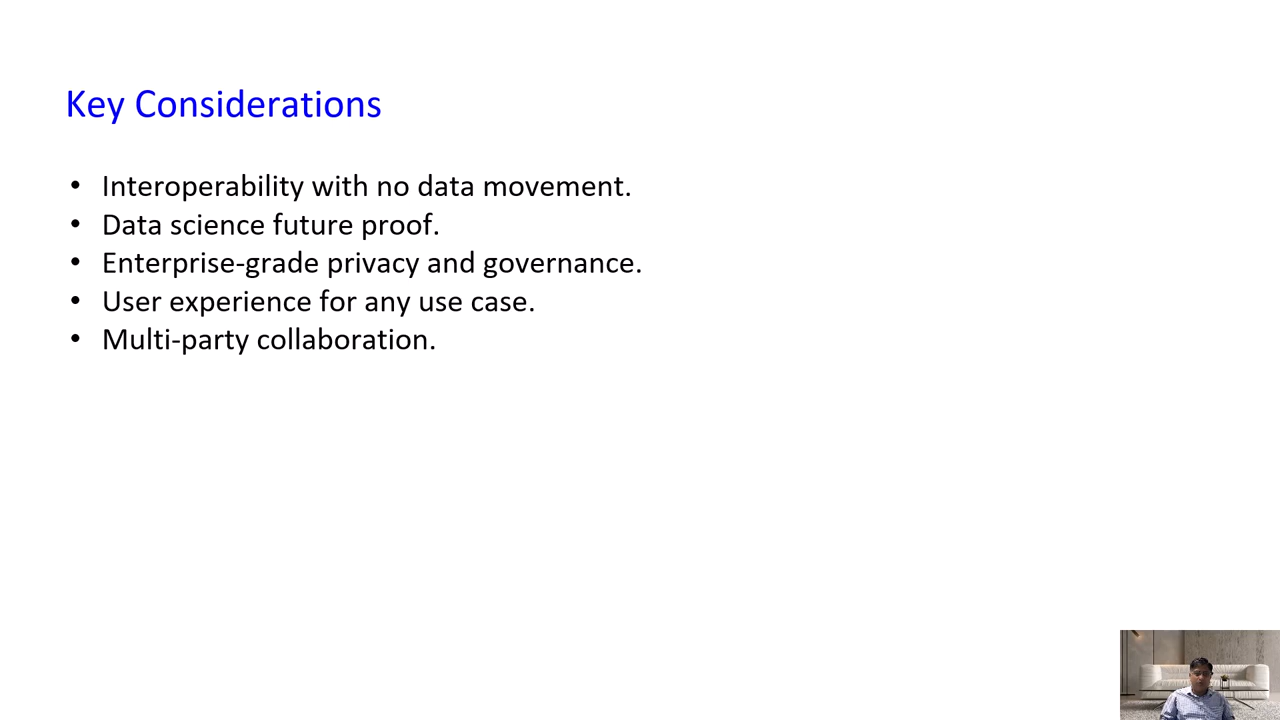 Key Considerations
• Interoperability with no data movement.
• Data science future proof.
• Enterprise-grade privacy and governance.
• User experience for any use case.
• Multi-party collaboration.